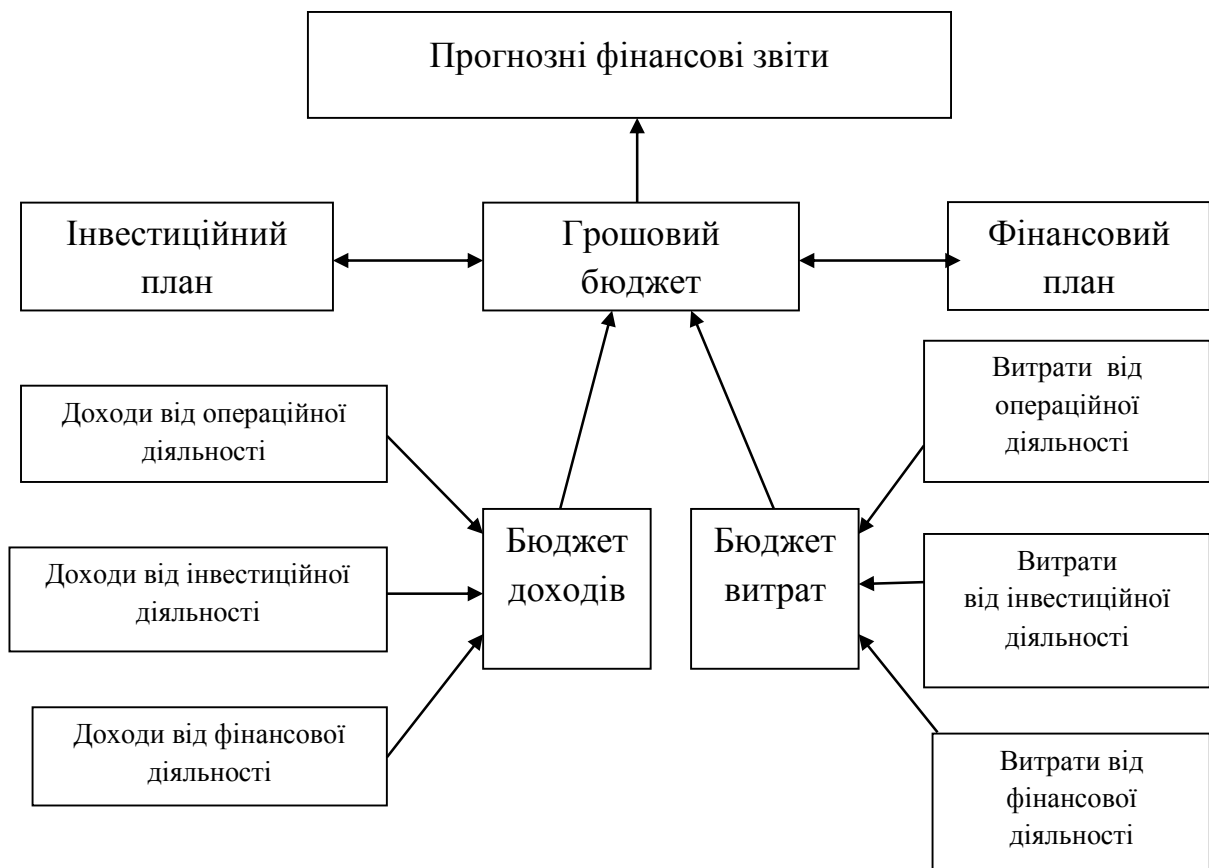 Прогнозні фінансові звіти
Інвестиційний
план
Грошовий
бюджет
Фінансовий
план
Доходи від операційної
діяльності
Витрати від
операційної
діяльності
Бюджет
доходів
Бюджет
витрат
Доходи від інвестиційної
діяльності
Витрати
від інвестиційної
діяльності
Доходи від фінансової
діяльності
Витрати від
фінансової
діяльності